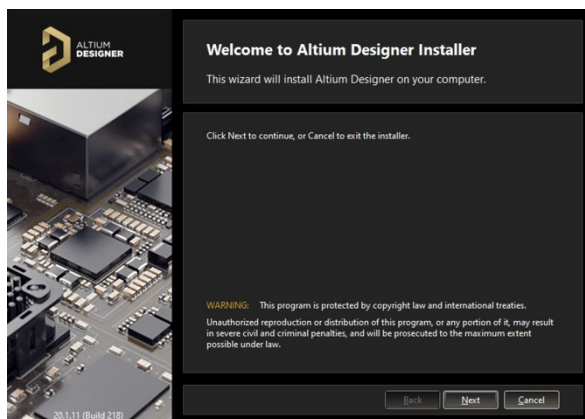 ALTIUM
DESIGNER
Welcome to Altium Designer Installer
This wizard will install Altium Designer on your computer.
Click Next to continue, or Cancel to exit the installer.
WARNING: This program is protected by copyright law and international treaties.
Unauthorized reproduction or distribution of this program, or any portion of it, may result
in severe civil and criminal penalties, and will be prosecuted to the maximum extent
possible under law.
20.1.11 (Build 218)
Back Next Cancel